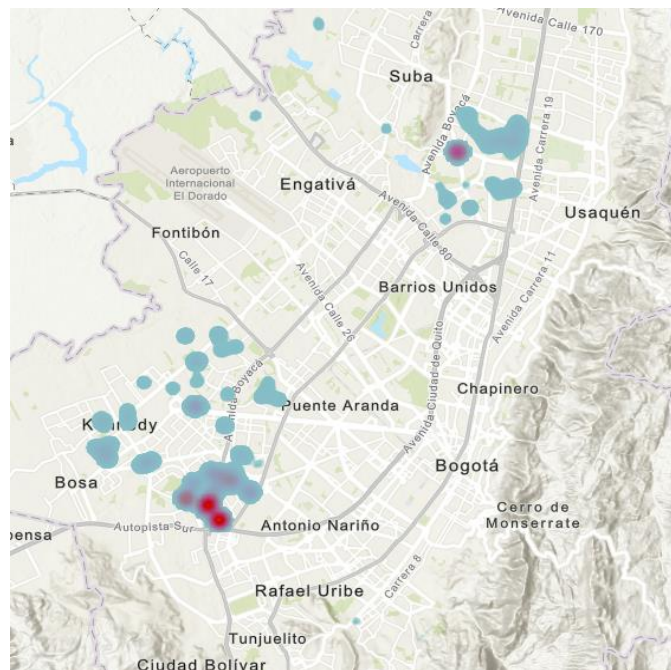 Carrera
Avenida Calle 170
Suba
Avenida Boyacá
Avenida Carrera 19
Aeropuerto
Internacional
El Dorado
Engativá
Usaquén
Fontibón
Avenida Calle 80
Calle 17
Avenida Calle 26
Barrios Unidos
Avenida Carrera 11
Avenida Boyacá
Avenida Ciudad de Quito
Chapinero
Puente Aranda
Kennedy
Bogotá
Bosa
Cerro de
Monserrate
Autopista Sur
Antonio Nariño
Carrera 8
Rafael Uribe
Tunjuelito
Ciudad Bolívar